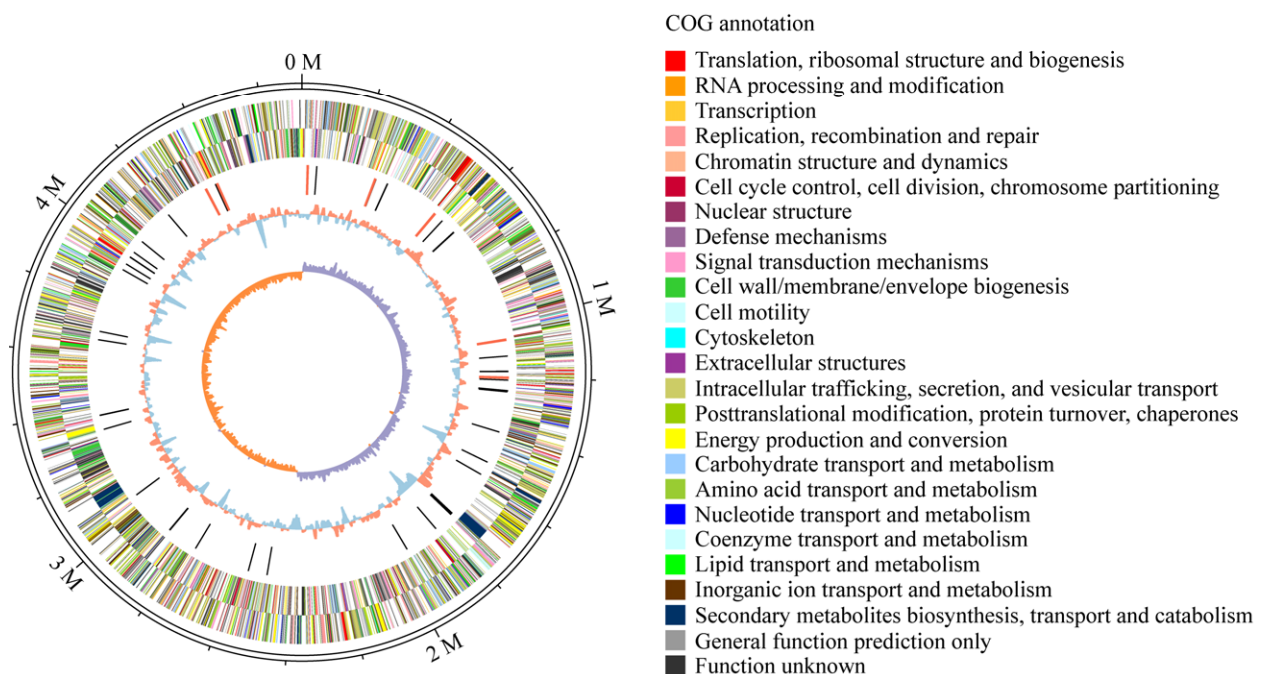 0 M
1 M
2 M
3 M
4 M
COG annotation
Translation, ribosomal structure and biogenesis
RNA processing and modification
Transcription
Replication, recombination and repair
Chromatin structure and dynamics
Cell cycle control, cell division, chromosome partitioning
Nuclear structure
Defense mechanisms
Signal transduction mechanisms
Cell wall/membrane/envelope biogenesis
Cell motility
Cytoskeleton
Extracellular structures
Intracellular trafficking, secretion, and vesicular transport
Posttranslational modification, protein turnover, chaperones
Energy production and conversion
Carbohydrate transport and metabolism
Amino acid transport and metabolism
Nucleotide transport and metabolism
Coenzyme transport and metabolism
Lipid transport and metabolism
Inorganic ion transport and metabolism
Secondary metabolites biosynthesis, transport and catabolism
General function prediction only
Function unknown